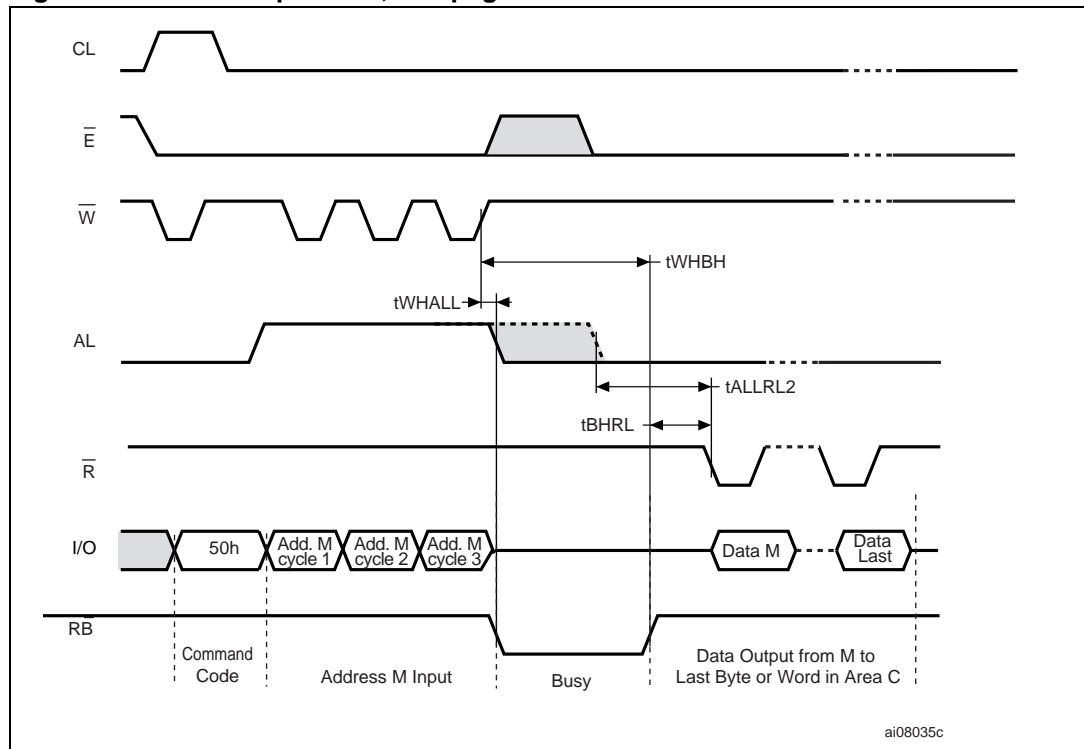 CL
E
W
tWHBH
tWHALL
AL
tALLRL2
tBHRL
R
I/O
50h
Add. M
cycle 1
Add. M
cycle 2
Add. M
cycle 3
Data M
Data
Last
RB
Command
Code
Address M Input
Busy
Data Output from M to
Last Byte or Word in Area C
ai08035c